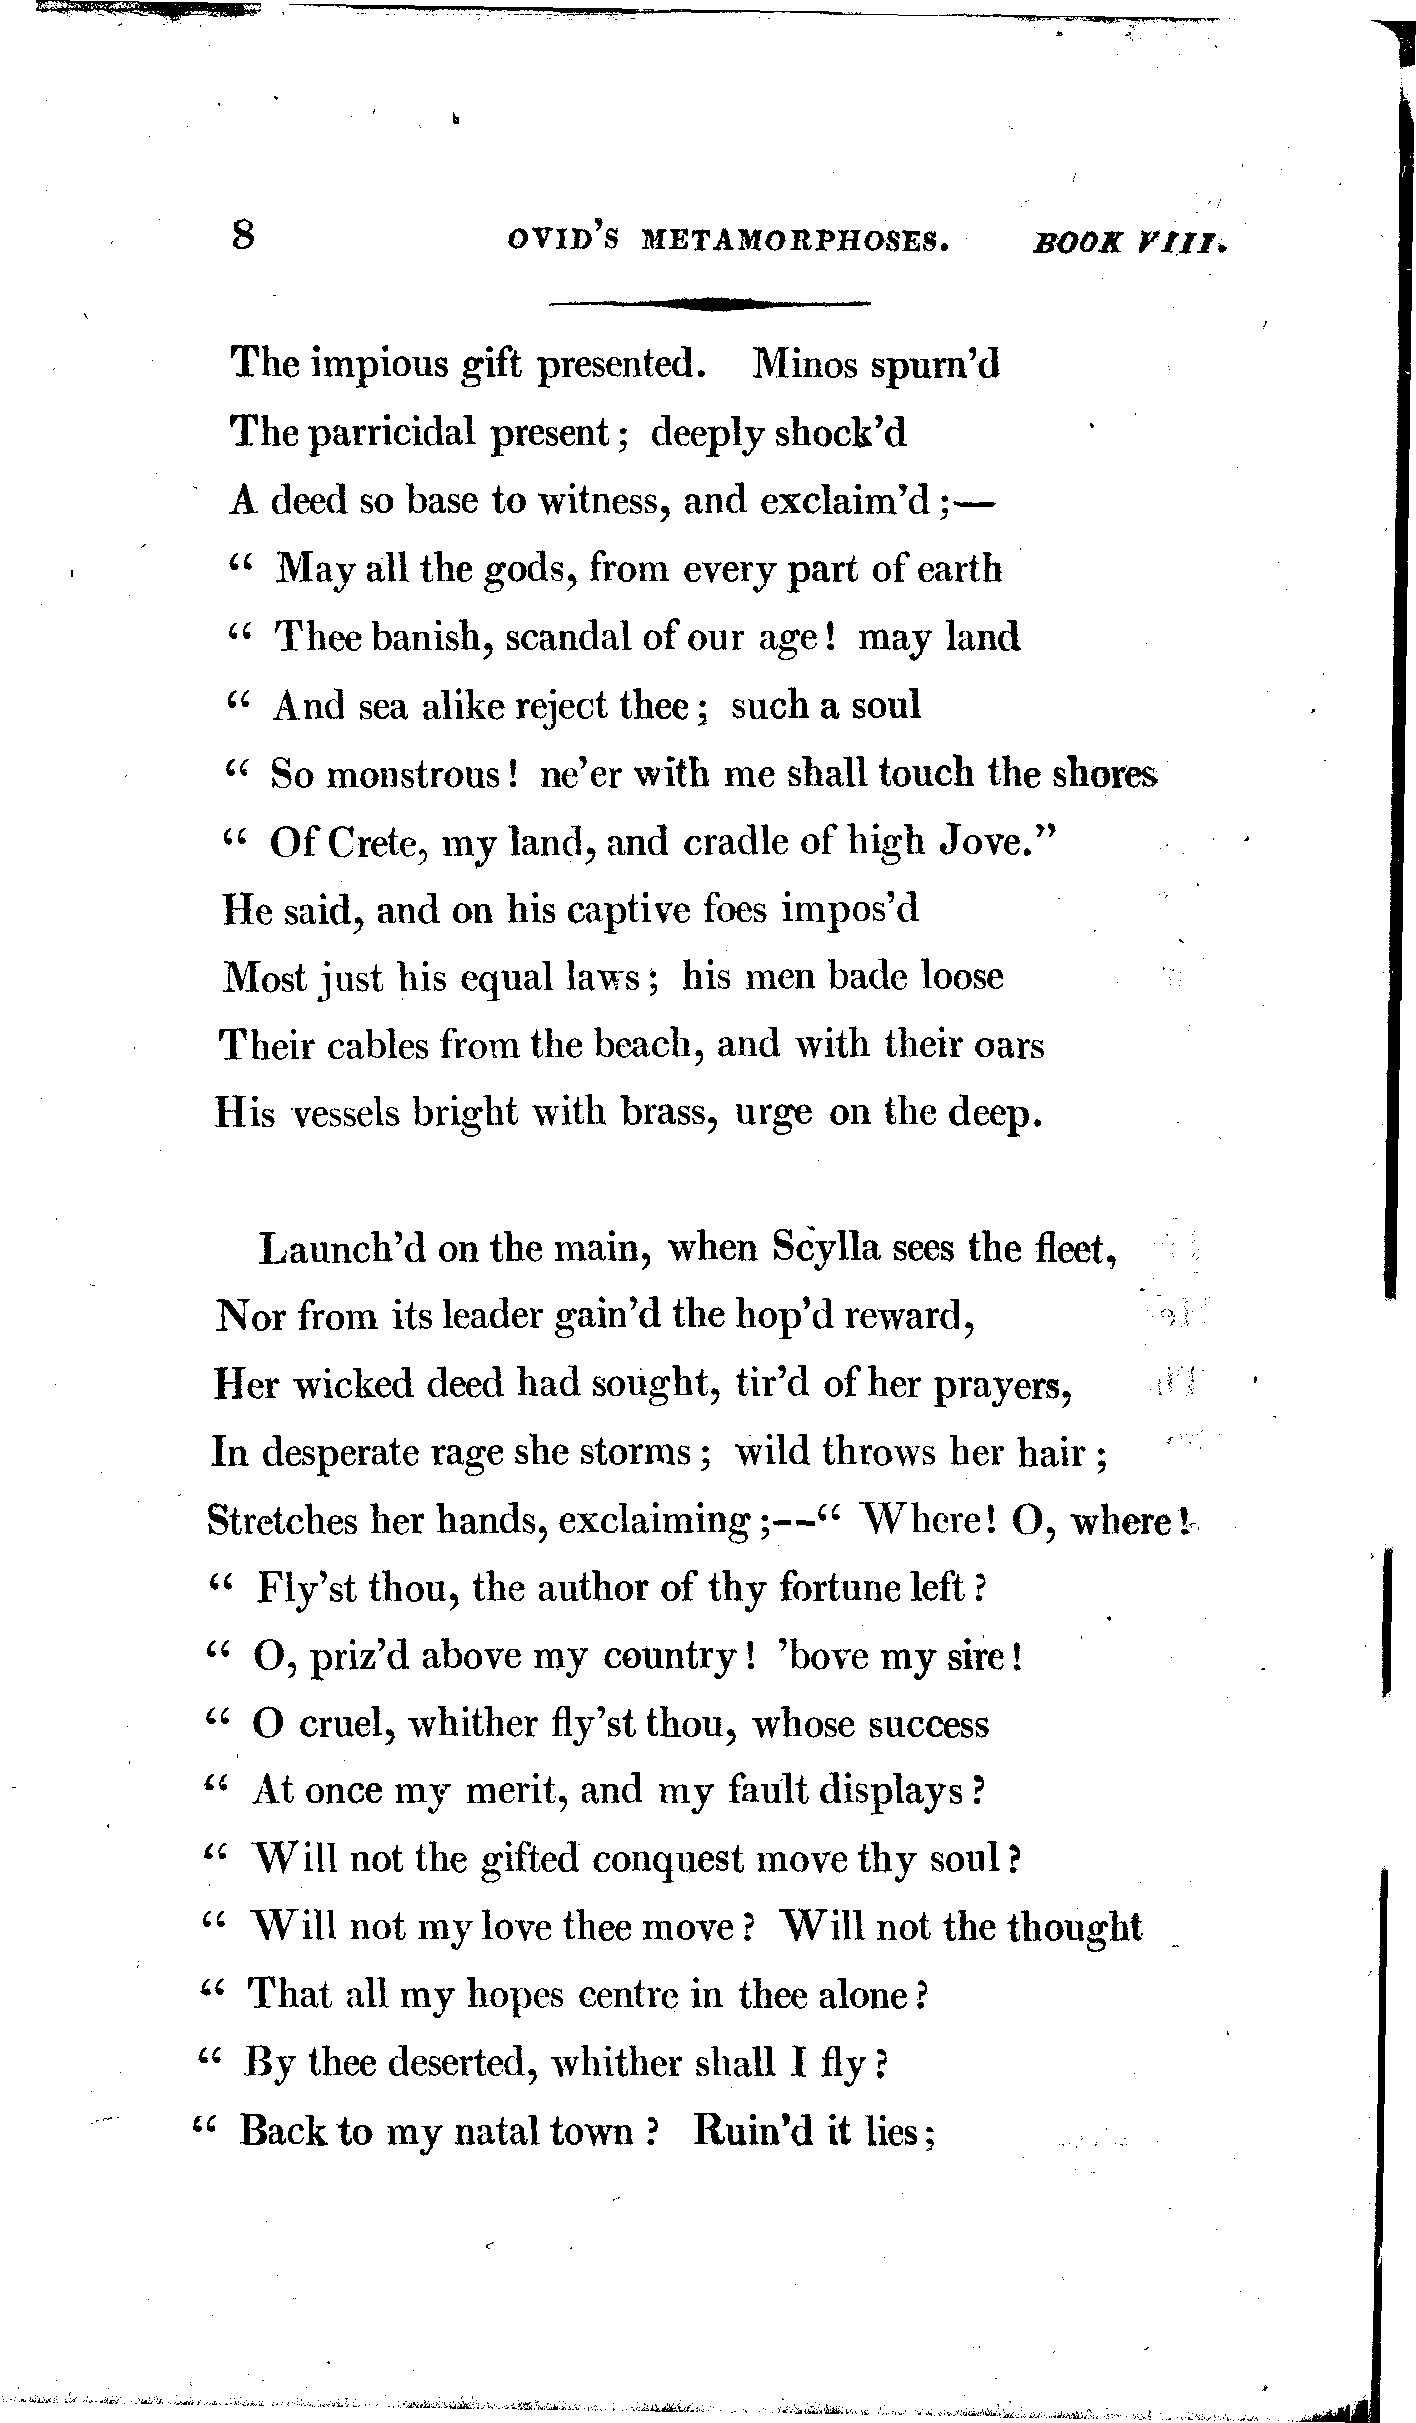 8 OVID'S METAMORPHOSES. BOOK VIII.
The impious gift presented. Minos spurn'd
The parricidal present; deeply shock'd
A deed so base to witness, and exclaim'd;—
“ May all the gods, from every part of earth
“ Thee banish, scandal of our age! may land
“ And sea alike reject thee; such a soul
“ So monstrous! ne'er with me shall touch the shores
“ Of Crete, my land, and cradle of high Jove.”
He said, and on his captive foes impos'd
Most just his equal laws; his men bade loose
Their cables from the beach, and with their oars
His vessels bright with brass, urge on the deep.
Launch'd on the main, when Scylla sees the fleet,
Nor from its leader gain'd the hop'd reward,
Her wicked deed had sought, tir'd of her prayers,
In desperate rage she storms; wild throws her hair;
Stretches her hands, exclaiming;--“ Where! O, where!
“ Fly'st thou, the author of thy fortune left?
“ O, priz'd above my country! 'bove my sire!
“ O cruel, whither fly'st thou, whose success
“ At once my merit, and my fault displays?
“ Will not the gifted conquest move thy soul?
“ Will not my love thee move? Will not the thought
“ That all my hopes centre in thee alone?
“ By thee deserted, whither shall I fly?
“ Back to my natal town? Ruin'd it lies;